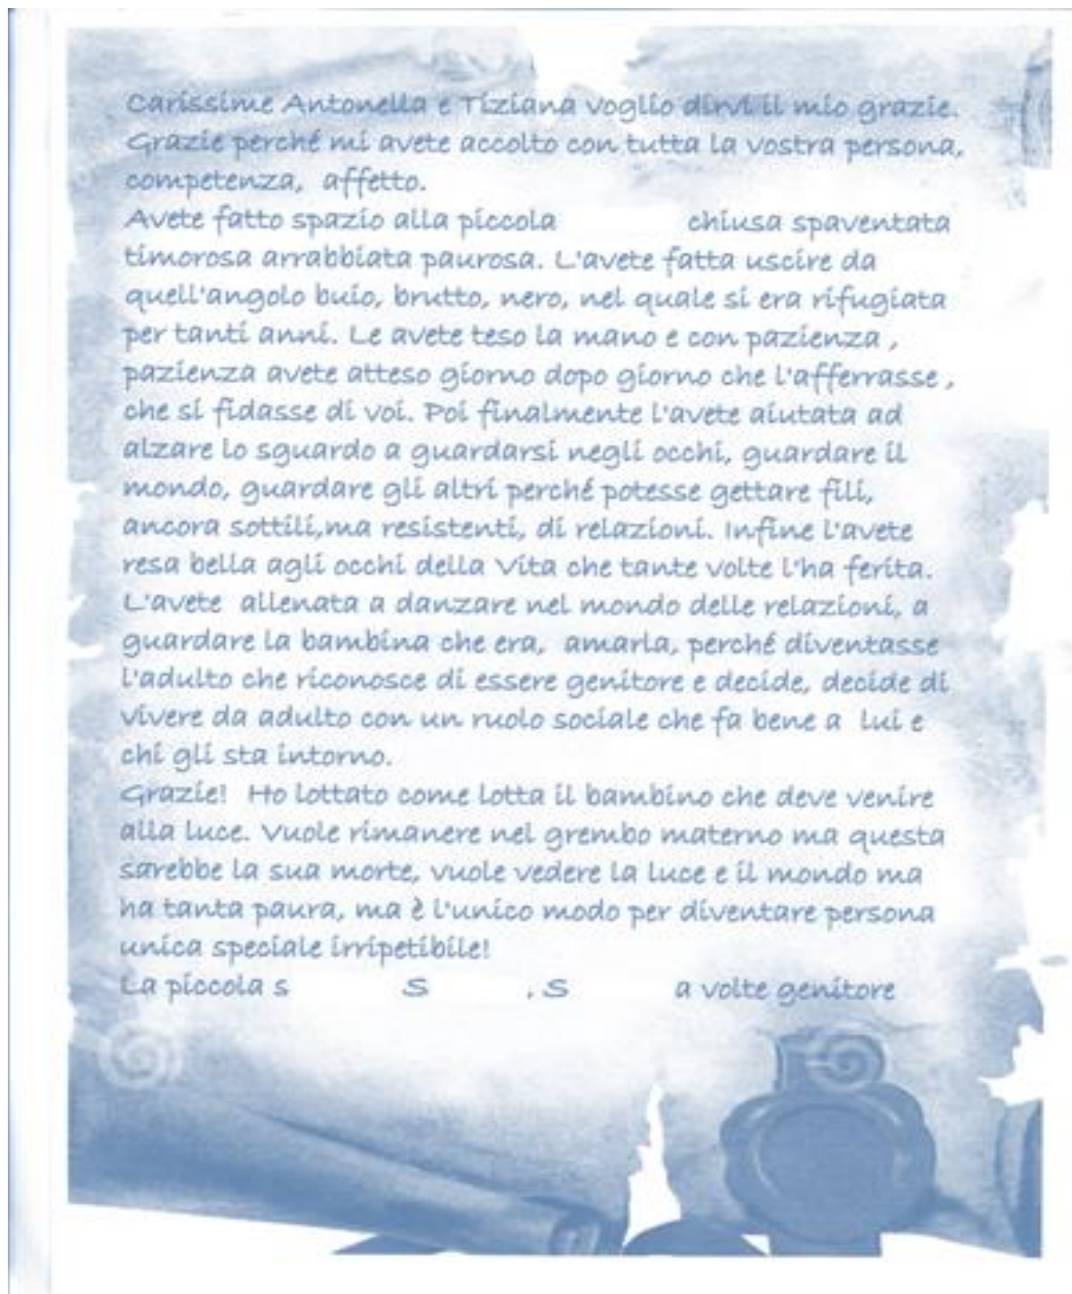 Carissime Antonella e Tiziana voglio dirvi il mio grazie.
Grazie perché mi avete accolto con tutta la vostra persona,
competenza, affetto.
Avete fatto spazio alla piccola chiusa spaventata
timorosa arrabbiata paurosa. L'avete fatta uscire da
quell'angolo buio, brutto, nero, nel quale si era rifugiata
per tanti anni. Le avete teso la mano e con pazienza ,
pazienza avete atteso giorno dopo giorno che l'afferrasse ,
che si fidasse di voi. Poi finalmente l'avete aiutata ad
alzare lo sguardo a guardarsi negli occhi, guardare il
mondo, guardare gli altri perché potesse gettare fili,
ancora sottili,ma resistenti, di relazioni. Infine l'avete
resa bella agli occhi della Vita che tante volte l'ha ferita.
L'avete allenata a danzare nel mondo delle relazioni, a
guardare la bambina che era, amarla, perché diventasse
l'adulto che riconosce di essere genitore e decide, decide di
vivere da adulto con un ruolo sociale che fa bene a lui e
chi gli sta intorno.
Grazie! Ho lottato come lotta il bambino che deve venire
alla luce. Vuole rimanere nel grembo materno ma questa
sarebbe la sua morte, vuole vedere la luce e il mondo ma
ha tanta paura, ma è l'unico modo per diventare persona
unica speciale irripetibile!
La piccola s S . S a volte genitore